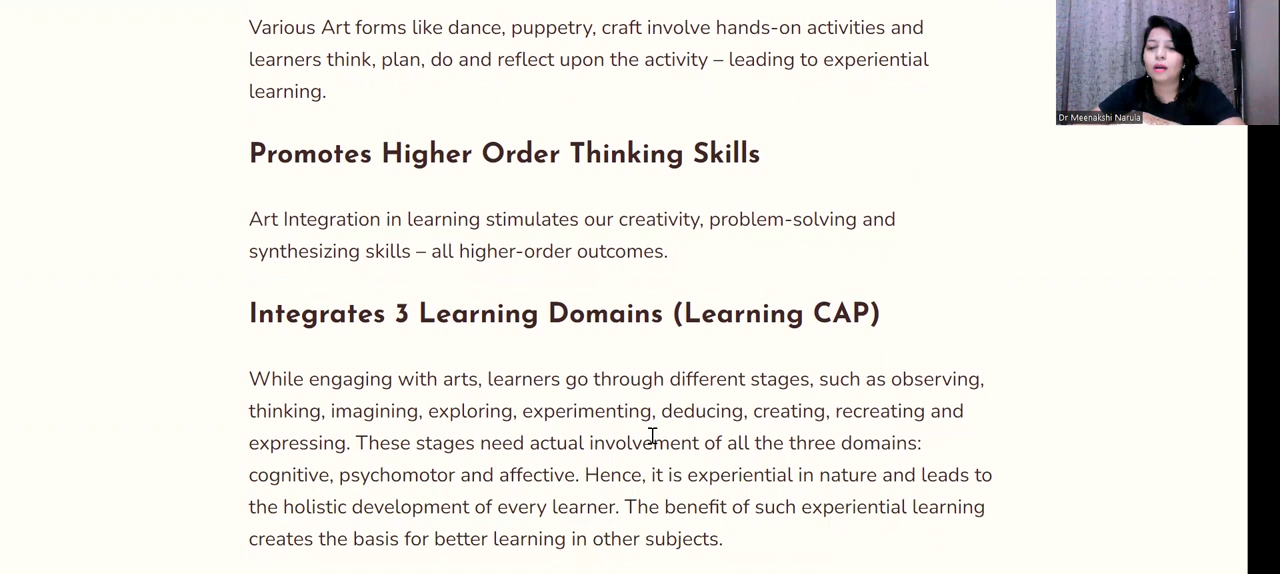 Various Art forms like dance, puppetry, craft involve hands-on activities and
learners think, plan, do and reflect upon the activity – leading to experiential
learning.
Promotes Higher Order Thinking Skills
Art Integration in learning stimulates our creativity, problem-solving and
synthesizing skills – all higher-order outcomes.
Integrates 3 Learning Domains (Learning CAP)
While engaging with arts, learners go through different stages, such as observing,
thinking, imagining, exploring, experimenting, deducing, creating, recreating and
expressing. These stages need actual involvement of all the three domains:
cognitive, psychomotor and affective. Hence, it is experiential in nature and leads to
the holistic development of every learner. The benefit of such experiential learning
creates the basis for better learning in other subjects.
Dr Meenakshi Narula